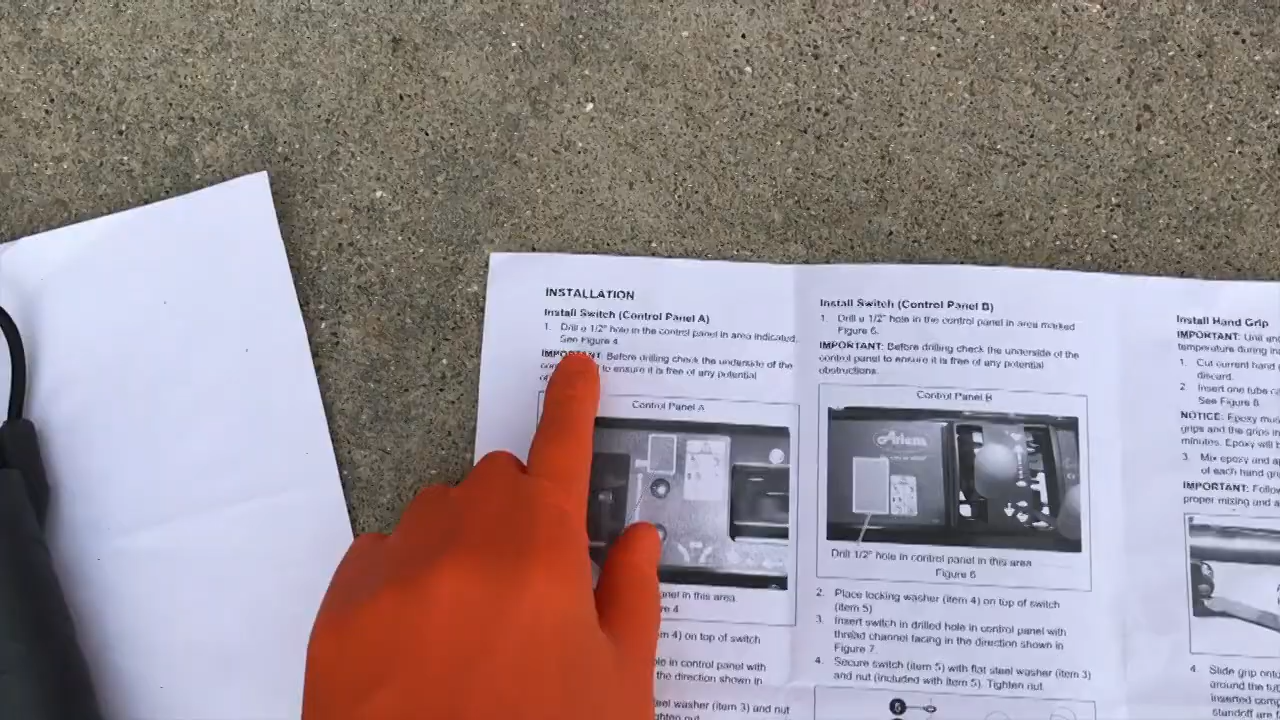 INSTALLATION
Install Switch (Control Panel A)
1. Drill a 1/2" hole in the control panel in area indicated.
See Figure 4.
IMPORTANT: Before drilling check the underside of the
to ensure it is free of any potential
Control Panel A
in this area
4
4) on top of switch
in control panel with
the direction shown in
washer (item 3) and nut
Install Switch (Control Panel B)
1. Drill a 1/2" hole in the control panel in area marked
Figure 6.
IMPORTANT: Before drilling check the underside of the
control panel to ensure it is free of any potential
obstructions.
Control Panel B
Ariens
Drill 1/2" hole in control panel in this area
Figure 6
2. Place locking washer (item 4) on top of switch
(item 5)
3. Insert switch in drilled hole in control panel with
thread channel facing in the direction shown in
Figure 7.
4. Secure switch (item 5) with flat steel washer (item 3)
and nut (included with item 5). Tighten nut.
Install Hand Grip
IMPORTANT: Unit
temperature during
1. Cut current hand
discard.
2. Insert one tube
See Figure 8.
NOTICE: Epoxy
grips and the grips
minutes. Epoxy will
3. Mix epoxy and
of each hand
IMPORTANT:
proper mixing and
4. Slide grip
around the
inserted
standoff are